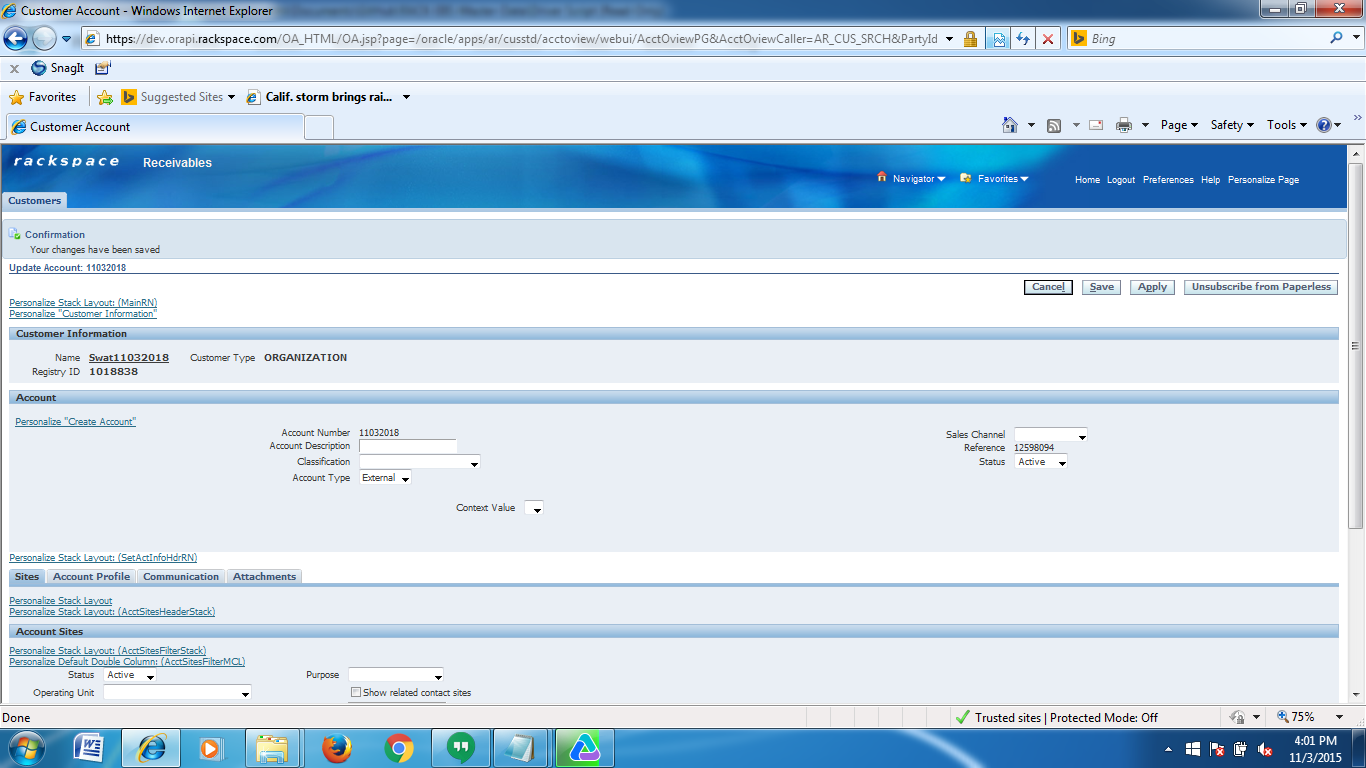 Customer Account - Windows Internet Explorer
https://dev.orapi.rackspace.com/OA_HTML/OA.jsp?page=/oracle/apps/ar/cusstd/acctoview/webui/AcctOviewPG&AcctOviewCaller=AR_CUS_SRCH&PartyId
Bing
x SnagIt
Favorites Suggested Sites Calif. storm brings rai...
Customer Account
Page Safety Tools
rackspace Receivables
Navigator Favorites Home Logout Preferences Help Personalize Page
Customers
Confirmation
Your changes have been saved
Update Account: 11032018
Cancel Save Apply Unsubscribe from Paperless
Personalize Stack Layout: (MainRN)
Personalize "Customer Information"
Customer Information
Name Swat11032018 Customer Type ORGANIZATION
Registry ID 1018838
Account
Personalize "Create Account"
Account Number 11032018
Sales Channel
Account Description
Reference 12598094
Classification
Status Active
Account Type External
Context Value
Personalize Stack Layout: (SetActInfoHdrRN)
Sites Account Profile Communication Attachments
Personalize Stack Layout
Personalize Stack Layout: (AcctSitesHeaderStack)
Account Sites
Personalize Stack Layout: (AcctSitesFilterStack)
Personalize Default Double Column: (AcctSitesFilterMCL)
Status Active Purpose
Operating Unit Show related contact sites
Done Trusted sites | Protected Mode: Off 75%
4:01 PM
11/3/2015